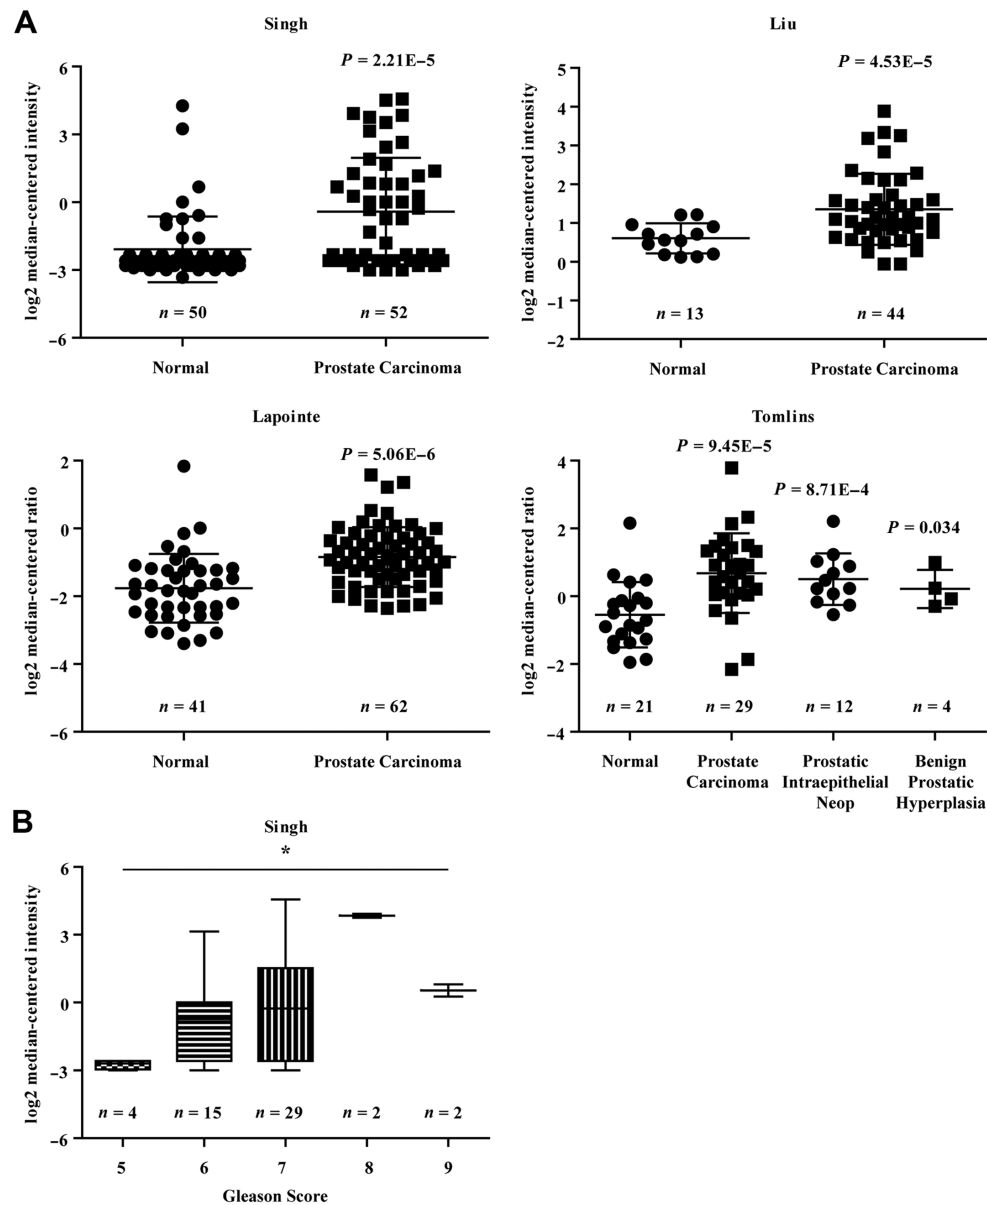 A
Singh
P = 2.21E−5
log2 median-centered intensity
6
3
0
−3
−6
n = 50
n = 52
Normal
Prostate Carcinoma
Liu
P = 4.53E−5
log2 median-centered intensity
5
4
3
2
1
0
−1
−2
n = 13
n = 44
Normal
Prostate Carcinoma
Lapointe
P = 5.06E−6
log2 median-centered ratio
2
0
−2
−4
−6
n = 41
n = 62
Normal
Prostate Carcinoma
Tomlins
P = 9.45E−5
P = 8.71E−4
P = 0.034
log2 median-centered ratio
4
2
0
−2
−4
n = 21
n = 29
n = 12
n = 4
Normal
Prostate
Carcinoma
Prostatic
Intraepithelial
Neop
Benign
Prostatic
Hyperplasia
B
Singh
*
log2 median-centered intensity
6
3
0
−3
−6
n = 4
n = 15
n = 29
n = 2
n = 2
5
6
7
8
9
Gleason Score